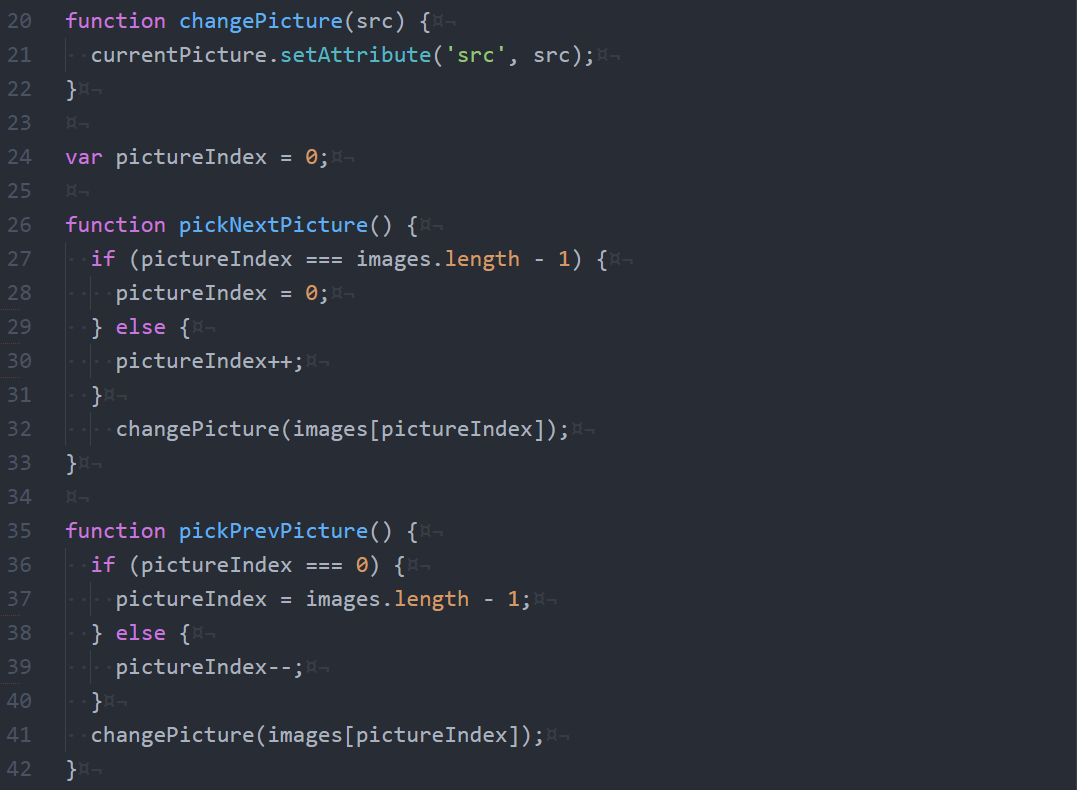 20 function changePicture(src) {¤¬
21 ··currentPicture.setAttribute('src', src);¤¬
22 }¤¬
23 ¤¬
24 var pictureIndex = 0;¤¬
25 ¤¬
26 function pickNextPicture() {¤¬
27 ··if (pictureIndex === images.length - 1) {¤¬
28 ····pictureIndex = 0;¤¬
29 ··} else {¤¬
30 ····pictureIndex++;¤¬
31 ··}¤¬
32 ····changePicture(images[pictureIndex]);¤¬
33 }¤¬
34 ¤¬
35 function pickPrevPicture() {¤¬
36 ··if (pictureIndex === 0) {¤¬
37 ····pictureIndex = images.length - 1;¤¬
38 ··} else {¤¬
39 ····pictureIndex--;¤¬
40 ··}¤¬
41 ··changePicture(images[pictureIndex]);¤¬
42 }¤¬